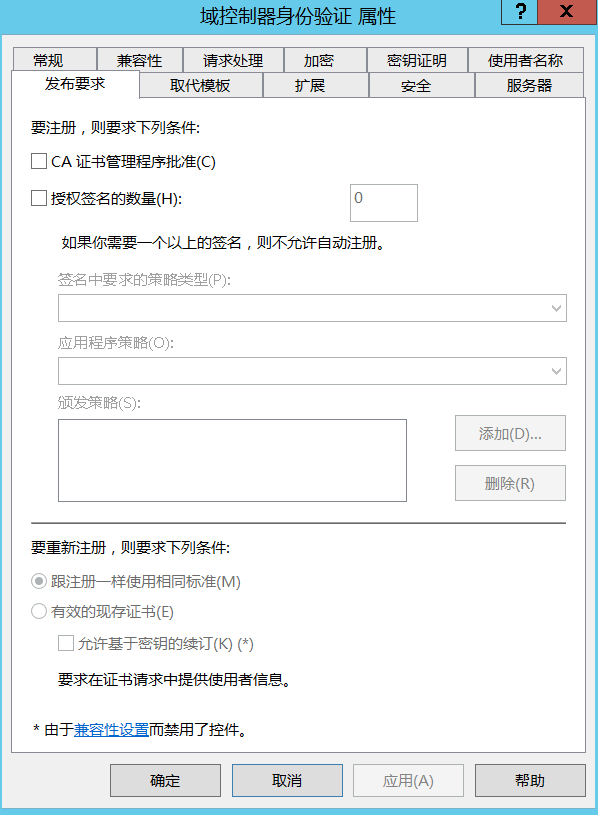 域控制器身份验证 属性
? X
常规 兼容性 请求处理 加密 密钥证明 使用者名称
发布要求 取代模板 扩展 安全 服务器
要注册，则要求下列条件:
CA 证书管理程序批准(C)
授权签名的数量(H): 0
如果你需要一个以上的签名，则不允许自动注册。
签名中要求的策略类型(P):
应用程序策略(O):
颁发策略(S):
添加(D)...
删除(R)
要重新注册，则要求下列条件:
跟注册一样使用相同标准(M)
有效的现存证书(E)
允许基于密钥的续订(K) (*)
要求在证书请求中提供使用者信息。
* 由于兼容性设置而禁用了控件。
确定 取消 应用(A) 帮助